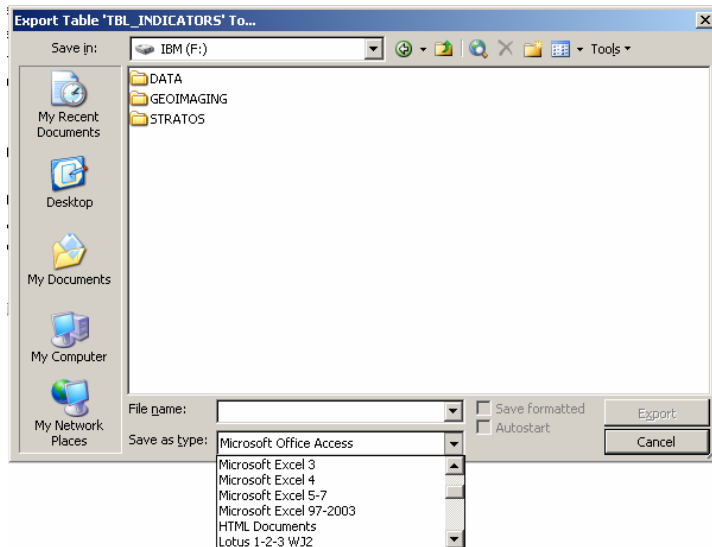 Export Table 'TBL_INDICATORS' To...
Save in:
IBM (F:)
Tools
DATA
GEOIMAGING
STRATOS
My Recent
Documents
Desktop
My Documents
My Computer
My Network
Places
File name:
Save as type:
Microsoft Office Access
Save formatted
Autostart
Export
Cancel
Microsoft Excel 3
Microsoft Excel 4
Microsoft Excel 5-7
Microsoft Excel 97-2003
HTML Documents
Lotus 1-2-3 WJ2